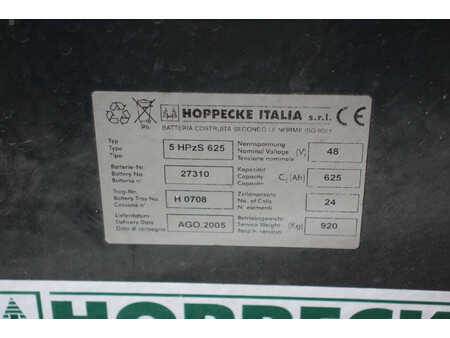 HOPPECKE ITALIA s.r.l. CE
BATTERIA COSTRUITA SECONDO LE NORME ISO 9001
Pb
Typ
Type
Tipo
5 HPzS 625
Nennspannung
Nominal Voltage (V)
Tensione nominale
48
Batterie-Nr.
Battery No.
Batteria n°
27310
Kapazität
Capacity C5 (Ah)
Capacità
625
Trog-Nr.
Battery Tray No.
Cassone n°
H 0708
Zellenanzahl
No. of Cells
N° elementi
24
Lieferdatum
Delivery Date
Data di consegna
AGO.2005
Betriebsgewicht
Service Weight (Kg)
Peso in servizio
920
HOPPECKE